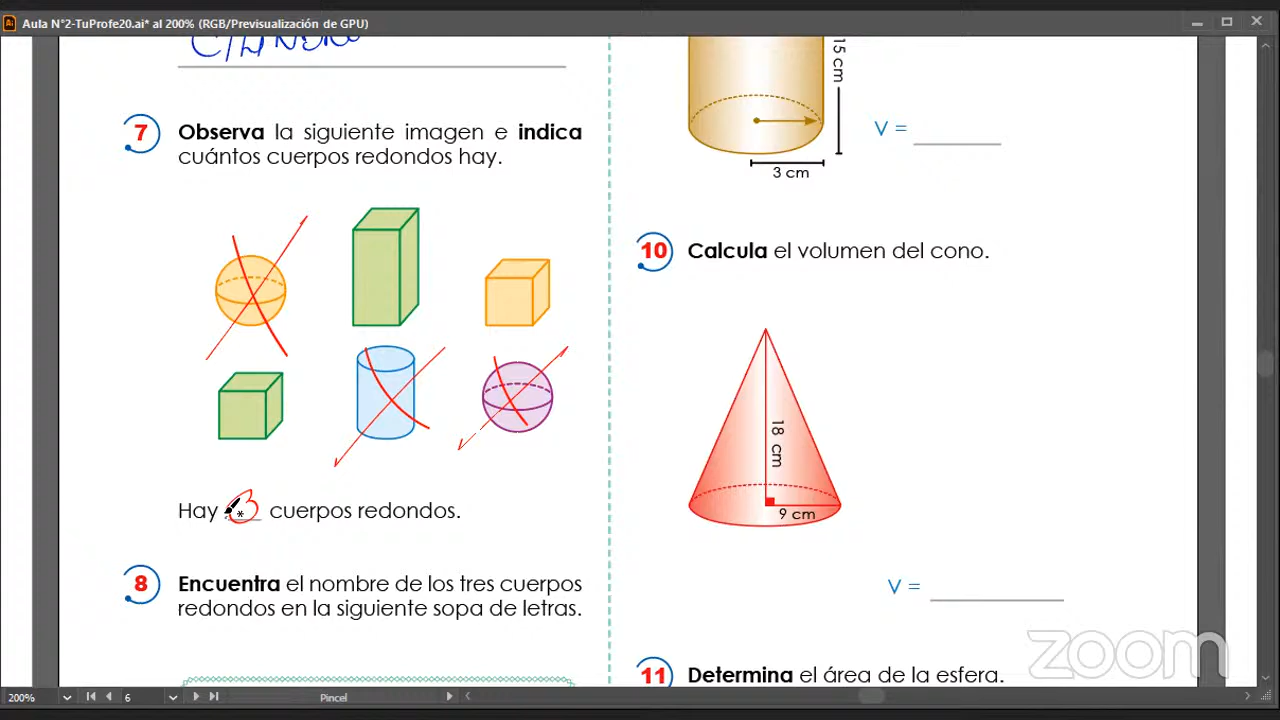 Aula N°2-TuProfe20.ai* al 200% (RGB/Previsualización de GPU)
7
Observa la siguiente imagen e indica
cuántos cuerpos redondos hay.
Hay 3 cuerpos redondos.
8
Encuentra el nombre de los tres cuerpos
redondos en la siguiente sopa de letras.
15 cm
3 cm
V =
10
Calcula el volumen del cono.
18 cm
9 cm
V =
11
Determina el área de la esfera.
zoom
200%
6
Pincel